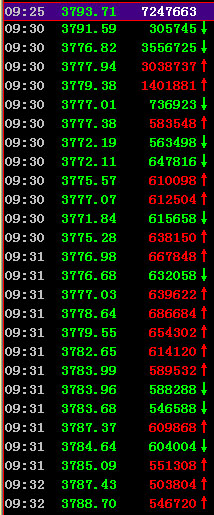 09:25 3793.71 7247663
09:30 3791.59 305745↓
09:30 3776.82 3556725↓
09:30 3777.94 3038737↑
09:30 3779.38 1401881↑
09:30 3777.01 736923↓
09:30 3777.38 583548↑
09:30 3772.19 563498↓
09:30 3772.11 647816↓
09:30 3775.57 610098↑
09:30 3777.07 612504↑
09:30 3771.84 615658↓
09:30 3775.28 638150↑
09:31 3776.98 667848↑
09:31 3776.68 632058↓
09:31 3777.03 639622↑
09:31 3778.64 686684↑
09:31 3779.55 654302↑
09:31 3782.65 614120↑
09:31 3783.99 589532↑
09:31 3783.96 588288↓
09:31 3783.68 546588↓
09:31 3787.37 609868↑
09:31 3784.64 604004↓
09:31 3785.09 551308↑
09:32 3787.43 503804↑
09:32 3788.70 546720↑